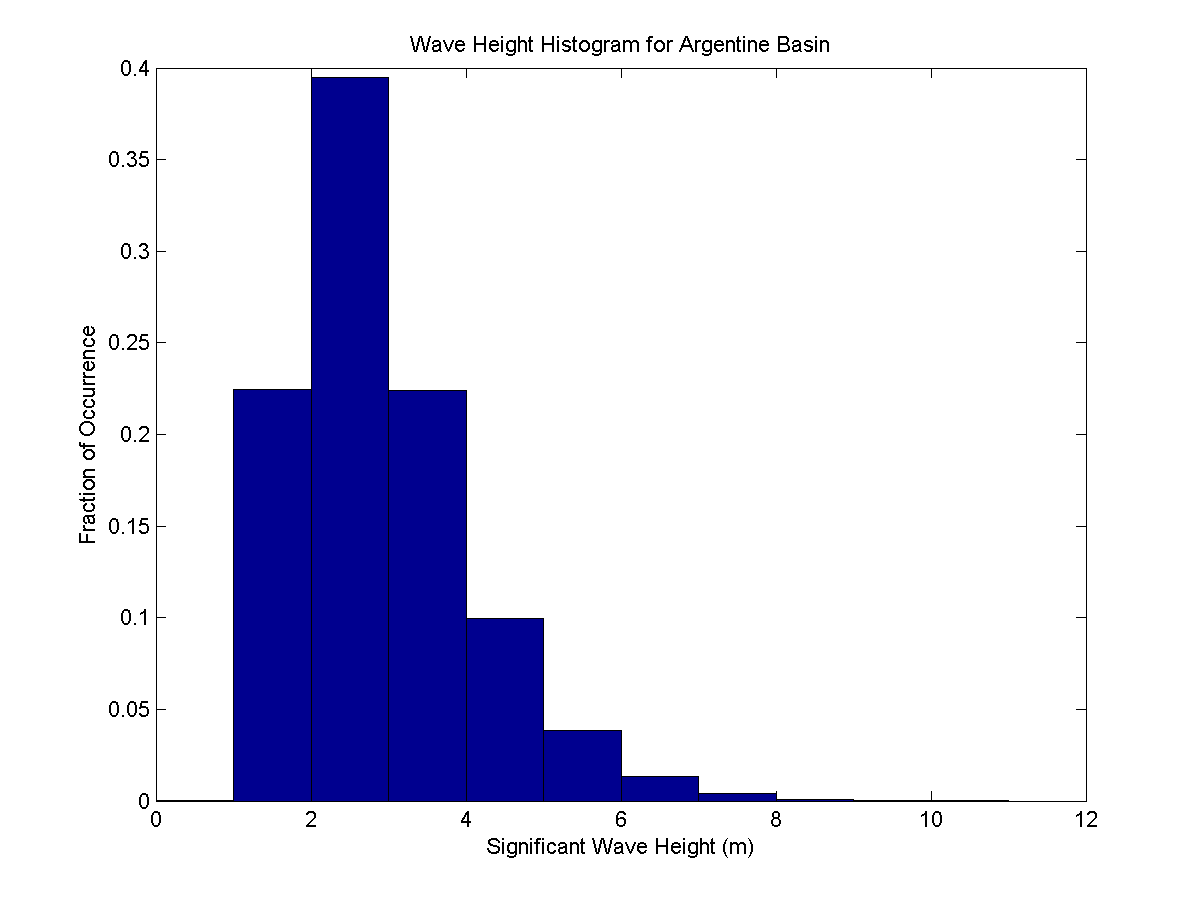 Wave Height Histogram for Argentine Basin
0.4
0.35
0.3
0.25
0.2
0.15
0.1
0.05
0
Fraction of Occurrence
0 2 4 6 8 10 12
Significant Wave Height (m)